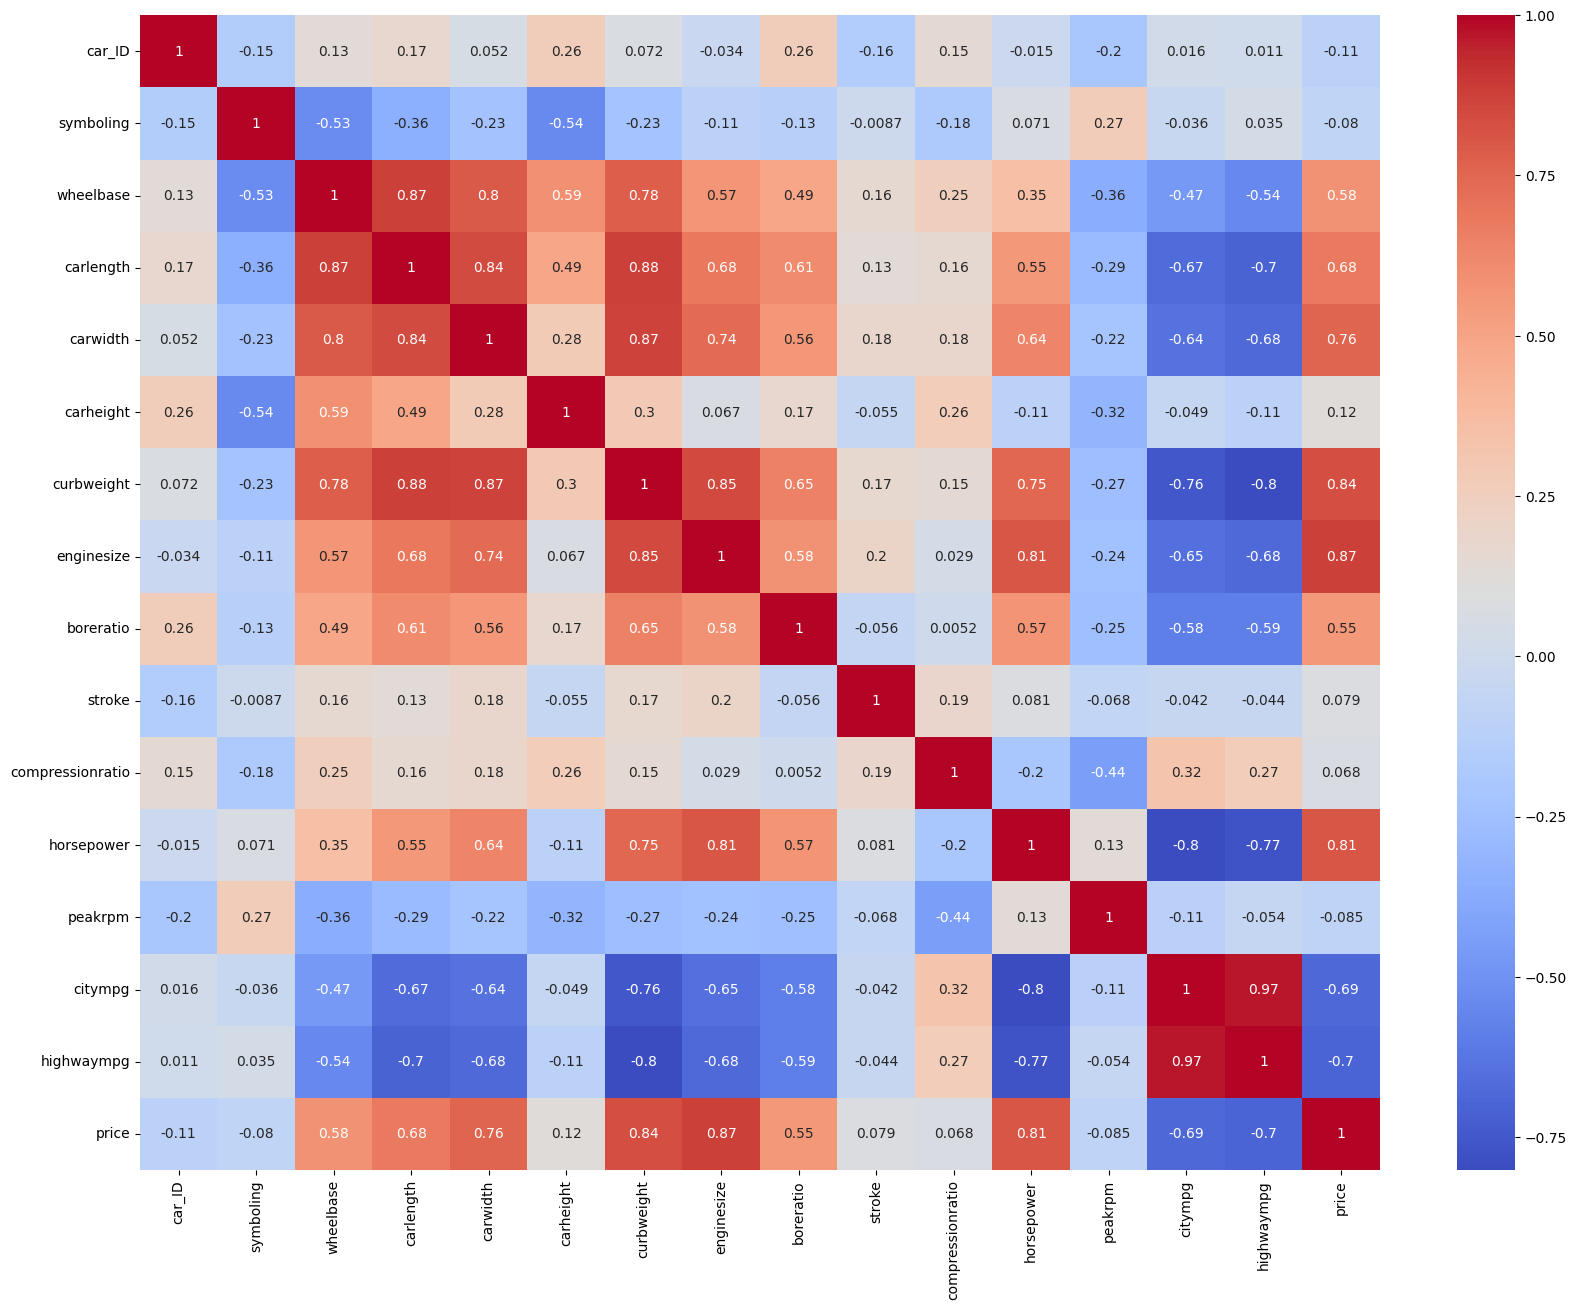 car_ID 1 -0.15 0.13 0.17 0.052 0.26 0.072 -0.034 0.26 -0.16 0.15 -0.015 -0.2 0.016 0.011 -0.11
symboling -0.15 1 -0.53 -0.36 -0.23 -0.54 -0.23 -0.11 -0.13 -0.0087 -0.18 0.071 0.27 -0.036 0.035 -0.08
wheelbase 0.13 -0.53 1 0.87 0.8 0.59 0.78 0.57 0.49 0.16 0.25 0.35 -0.36 -0.47 -0.54 0.58
carlength 0.17 -0.36 0.87 1 0.84 0.49 0.88 0.68 0.61 0.13 0.16 0.55 -0.29 -0.67 -0.7 0.68
carwidth 0.052 -0.23 0.8 0.84 1 0.28 0.87 0.74 0.56 0.18 0.18 0.64 -0.22 -0.64 -0.68 0.76
carheight 0.26 -0.54 0.59 0.49 0.28 1 0.3 0.067 0.17 -0.055 0.26 -0.11 -0.32 -0.049 -0.11 0.12
curbweight 0.072 -0.23 0.78 0.88 0.87 0.3 1 0.85 0.65 0.17 0.15 0.75 -0.27 -0.76 -0.8 0.84
enginesize -0.034 -0.11 0.57 0.68 0.74 0.067 0.85 1 0.58 0.2 0.029 0.81 -0.24 -0.65 -0.68 0.87
boreratio 0.26 -0.13 0.49 0.61 0.56 0.17 0.65 0.58 1 -0.056 0.0052 0.57 -0.25 -0.58 -0.59 0.55
stroke -0.16 -0.0087 0.16 0.13 0.18 -0.055 0.17 0.2 -0.056 1 0.19 0.081 -0.068 -0.042 -0.044 0.079
compressionratio 0.15 -0.18 0.25 0.16 0.18 0.26 0.15 0.029 0.0052 0.19 1 -0.2 -0.44 0.32 0.27 0.068
horsepower -0.015 0.071 0.35 0.55 0.64 -0.11 0.75 0.81 0.57 0.081 -0.2 1 0.13 -0.8 -0.77 0.81
peakrpm -0.2 0.27 -0.36 -0.29 -0.22 -0.32 -0.27 -0.24 -0.25 -0.068 -0.44 0.13 1 -0.11 -0.054 -0.085
citympg 0.016 -0.036 -0.47 -0.67 -0.64 -0.049 -0.76 -0.65 -0.58 -0.042 0.32 -0.8 -0.11 1 0.97 -0.69
highwaympg 0.011 0.035 -0.54 -0.7 -0.68 -0.11 -0.8 -0.68 -0.59 -0.044 0.27 -0.77 -0.054 0.97 1 -0.7
price -0.11 -0.08 0.58 0.68 0.76 0.12 0.84 0.87 0.55 0.079 0.068 0.81 -0.085 -0.69 -0.7 1
car_ID
symboling
wheelbase
carlength
carwidth
carheight
curbweight
enginesize
boreratio
stroke
compressionratio
horsepower
peakrpm
citympg
highwaympg
price
1.00
0.75
0.50
0.25
0.00
−0.25
−0.50
−0.75